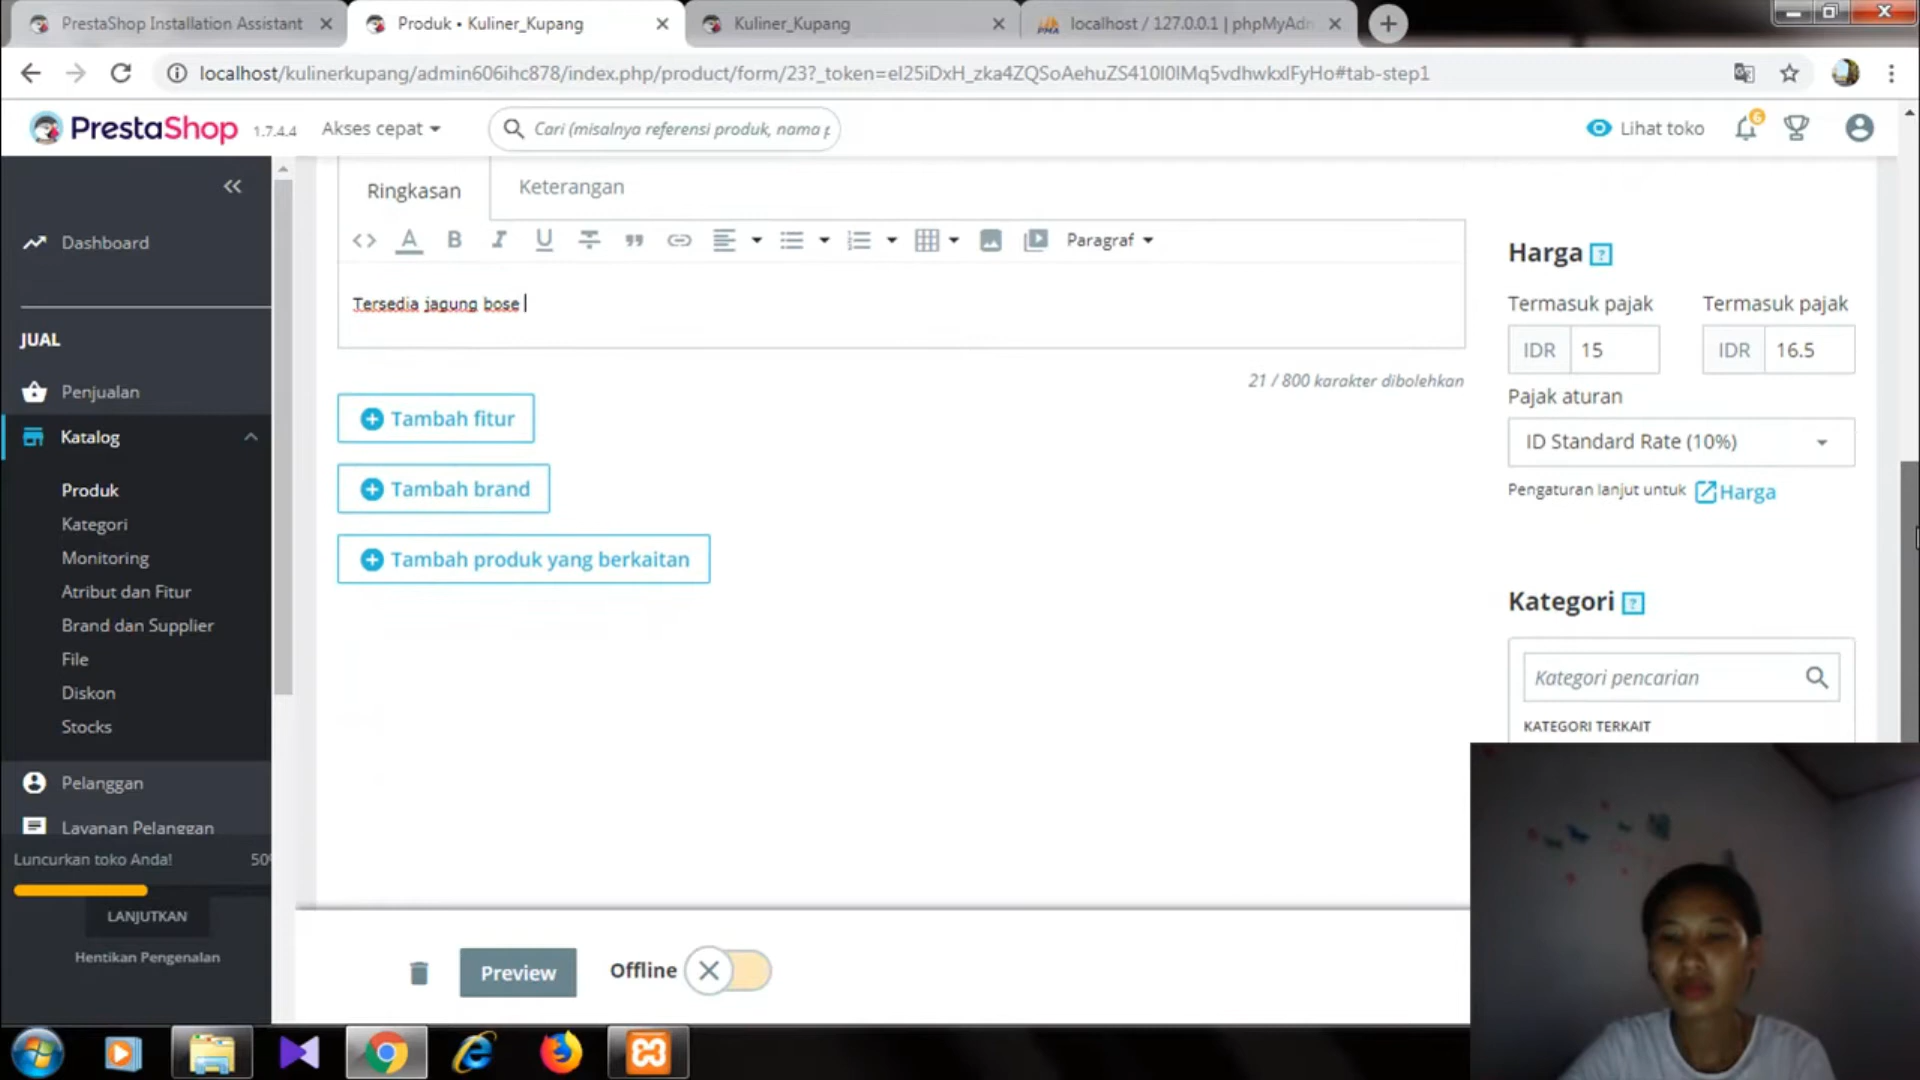 PrestaShop Installation Assistant
Produk • Kuliner_Kupang
Kuliner_Kupang
localhost / 127.0.0.1 | phpMyAdm
localhost/kulinerkupang/admin606ihc878/index.php/product/form/23?_token=el25iDxH_zka4ZQSoAehuZS410l0lMq5vdhwkxlFyHo#tab-step1
PrestaShop 1.7.4.4
Akses cepat
Cari (misalnya referensi produk, nama p
Lihat toko
6
Dashboard
JUAL
Penjualan
Katalog
Produk
Kategori
Monitoring
Atribut dan Fitur
Brand dan Supplier
File
Diskon
Stocks
Pelanggan
Layanan Pelanggan
Luncurkan toko Anda! 50%
LANJUTKAN
Hentikan Pengenalan
Ringkasan
Keterangan
Paragraf
Tersedia jagung bose
21 / 800 karakter dibolehkan
Tambah fitur
Tambah brand
Tambah produk yang berkaitan
Preview
Offline
Harga ?
Termasuk pajak Termasuk pajak
IDR 15 IDR 16.5
Pajak aturan
ID Standard Rate (10%)
Pengaturan lanjut untuk Harga
Kategori ?
Kategori pencarian
KATEGORI TERKAIT